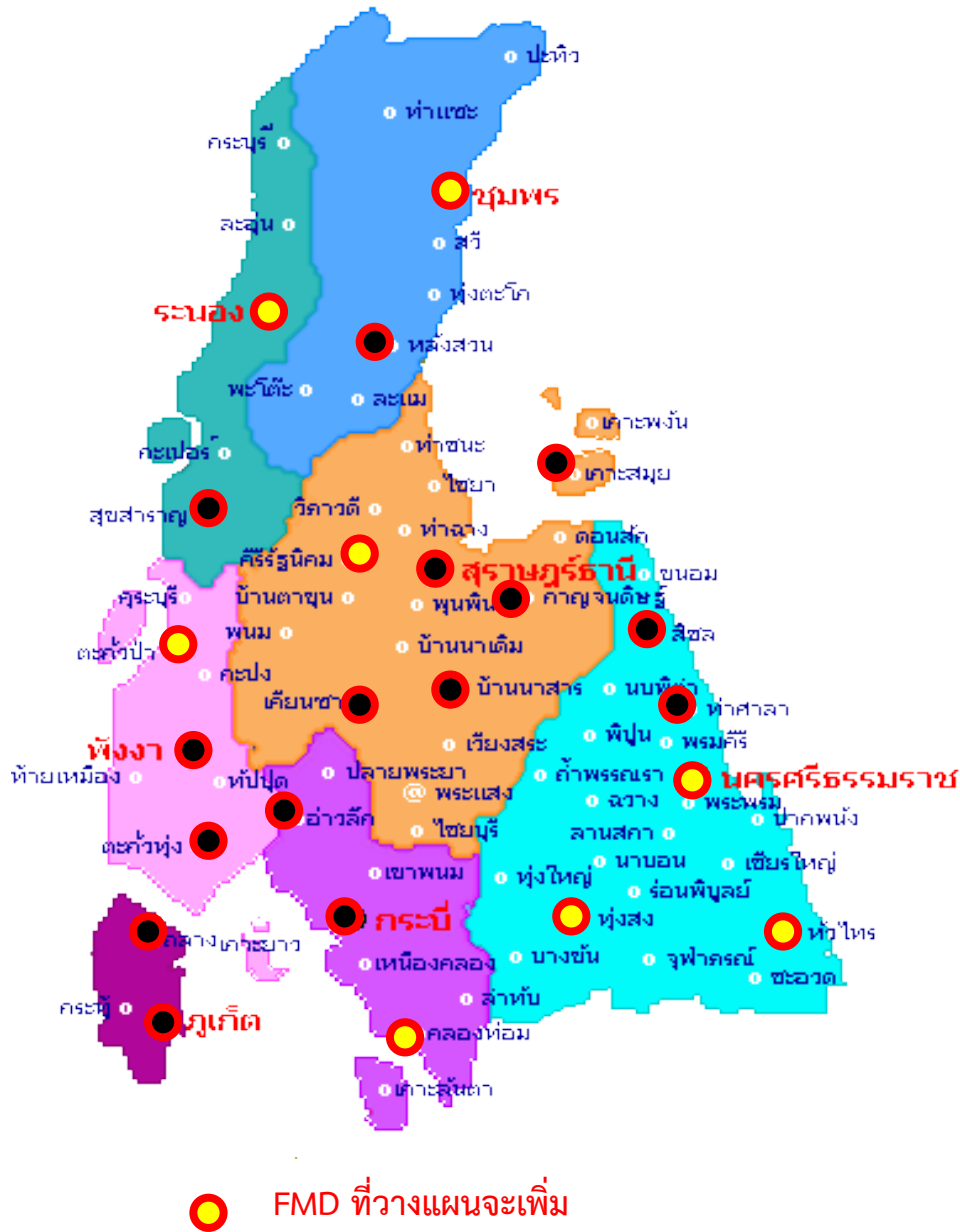 ปะทิว
ท่าแซะ
กระบุรี
ชุมพร
ละอุ่น
สวี
ทุ่งตะโก
ระนอง
หลังสวน
พะโต๊ะ
ละแม
เกาะพงัน
ท่าชนะ
กะเปอร์
เกาะสมุย
ไชยา
วิภาวดี
สุขสำราญ
ท่าฉาง
ดอนสัก
คีรีรัฐนิคม
สุราษฎร์ธานี
ขนอม
คุระบุรี
บ้านตาขุน
พุนพิน
กาญจนดิษฐ์
พนม
สิชล
ตะกั่วป่า
บ้านนาเดิม
กะปง
เคียนซา
บ้านนาสาร
นบพิตำ
ท่าศาลา
พังงา
เวียงสระ
พิปูน
พรมคีรี
ท้ายเหมือง
ทับปุด
ปลายพระยา
ถ้ำพรรณรา
นครศรีธรรมราช
@ พระแสง
ฉวาง
พระพรม
อ่าวลึก
ปากพนัง
ตะกั่วทุ่ง
ไชยบุรี
ลานสกา
เขาพนม
ทุ่งใหญ่
นาบอน
เชียรใหญ่
ร่อนพิบูลย์
กระบี่
ทุ่งสง
หัวไทร
ถลาง
เกาะยาว
เหนือคลอง
บางขัน
จุฬาภรณ์
ชะอวด
กระทู้
ภูเก็ต
ลำทับ
คลองท่อม
เกาะลันตา
FMD ที่วางแผนจะเพิ่ม